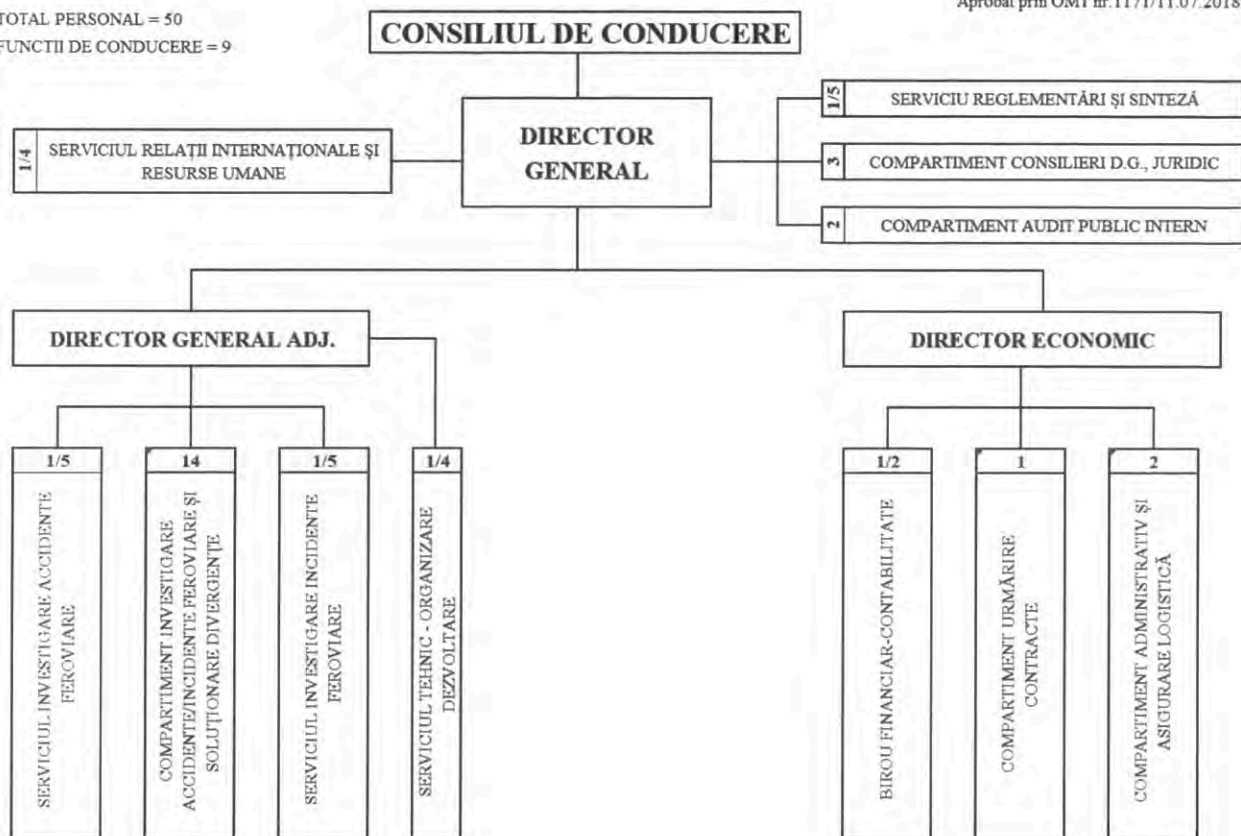 TOTAL PERSONAL = 50
FUNCTII DE CONDUCERE = 9
Aprobat prin OMT nr.1171/11.07.2018
CONSILIUL DE CONDUCERE
DIRECTOR
GENERAL
1/4
SERVICIUL RELAŢII INTERNAŢIONALE ŞI
RESURSE UMANE
1/5
SERVICIU REGLEMENTĂRI ŞI SINTEZĂ
3
COMPARTIMENT CONSILIERI D.G., JURIDIC
2
COMPARTIMENT AUDIT PUBLIC INTERN
DIRECTOR GENERAL ADJ.
DIRECTOR ECONOMIC
1/5
SERVICIUL INVESTIGARE ACCIDENTE
FEROVIARE
14
COMPARTIMENT INVESTIGARE
ACCIDENTE/INCIDENTE FEROVIARE ŞI
SOLUŢIONARE DIVERGENŢE
1/5
SERVICIUL INVESTIGARE INCIDENTE
FEROVIARE
1/4
SERVICIUL TEHNIC - ORGANIZARE
DEZVOLTARE
1/2
BIROU FINANCIAR-CONTABILITATE
1
COMPARTIMENT URMĂRIRE
CONTRACTE
2
COMPARTIMENT ADMINISTRATIV ŞI
ASIGURARE LOGISTICĂ